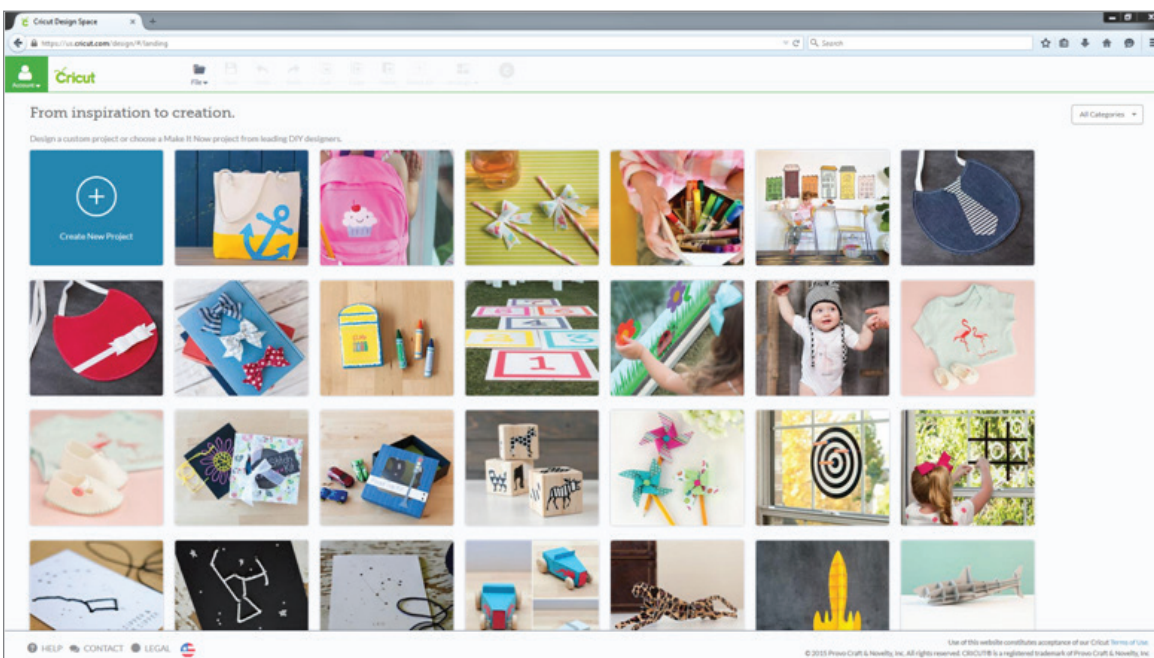 Cricut Design Space
https://us.cricut.com/design/#/landing
Search
Account
Cricut
File
From inspiration to creation.
All Categories
Design a custom project or choose a Make It Now project from leading DIY designers.
Create New Project
1
HELP
CONTACT
LEGAL
Use of this website constitutes acceptance of our Cricut Terms of Use.
© 2015 Provo Craft & Novelty, Inc. All rights reserved. CRICUT® is a registered trademark of Provo Craft & Novelty, Inc.